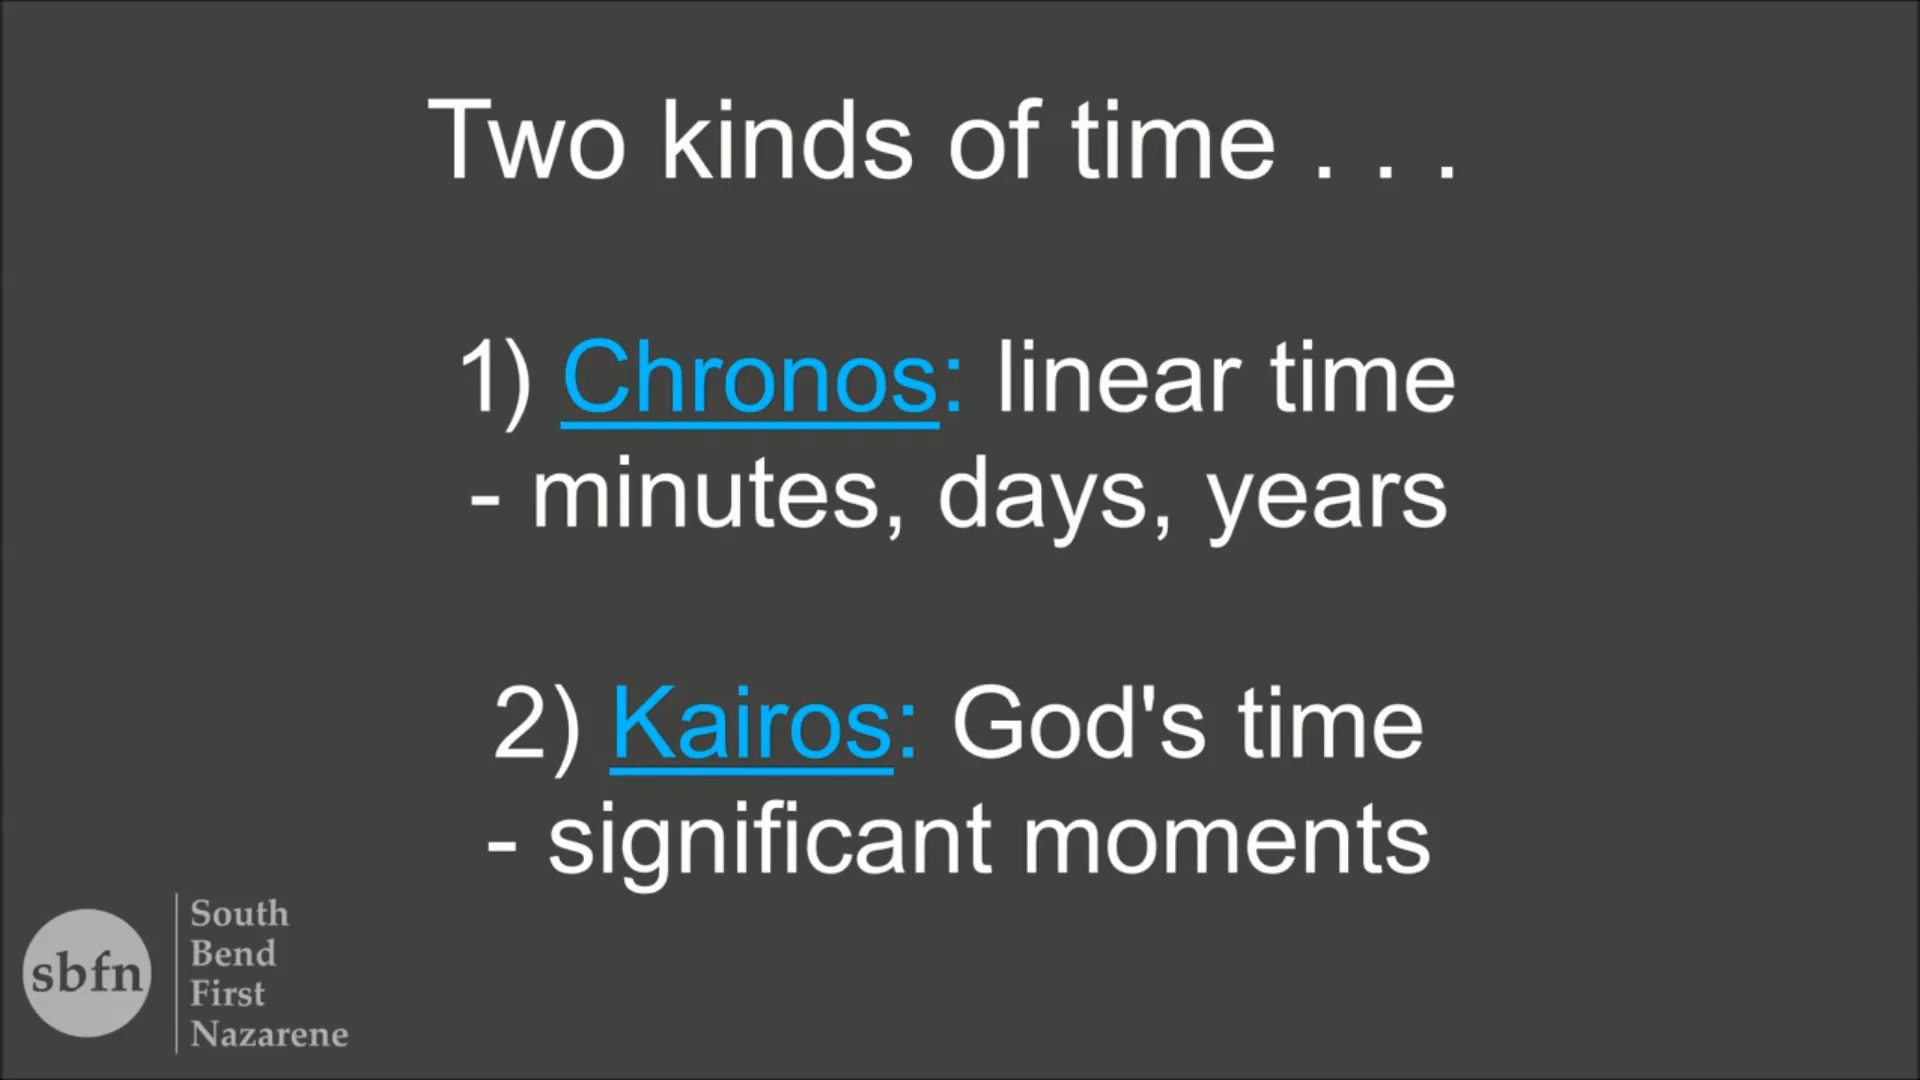 Two kinds of time . . .
1) Chronos: linear time
- minutes, days, years
2) Kairos: God's time
- significant moments
sbfn
South
Bend
First
Nazarene